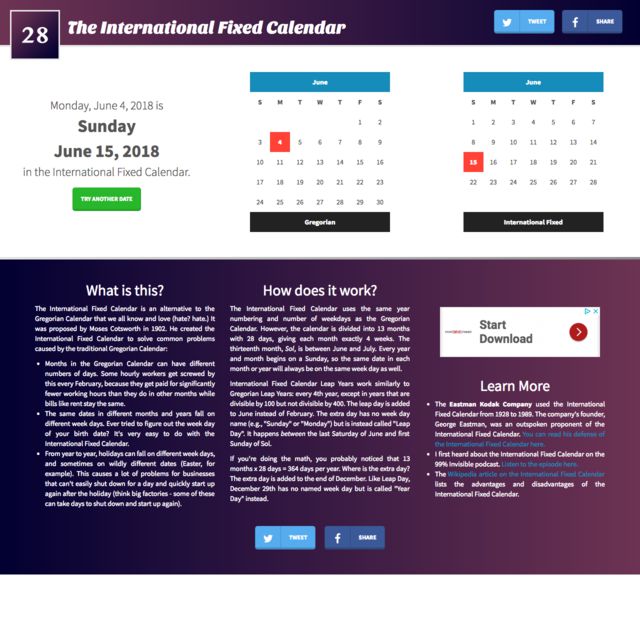 28
The International Fixed Calendar
TWEET
SHARE
Monday, June 4, 2018 is
Sunday
June 15, 2018
in the International Fixed Calendar.
TRY ANOTHER DATE
June
S M T W T F S
1 2
3 4 5 6 7 8 9
10 11 12 13 14 15 16
17 18 19 20 21 22 23
24 25 26 27 28 29 30
Gregorian
June
S M T W T F S
1 2 3 4 5 6 7
8 9 10 11 12 13 14
15 16 17 18 19 20 21
22 23 24 25 26 27 28
International Fixed
What is this?
The International Fixed Calendar is an alternative to the
Gregorian Calendar that we all know and love (hate? hate.) It
was proposed by Moses Cotsworth in 1902. He created the
International Fixed Calendar to solve common problems
caused by the traditional Gregorian Calendar:
Months in the Gregorian Calendar can have different
numbers of days. Some hourly workers get screwed by
this every February, because they get paid for significantly
fewer working hours than they do in other months while
bills like rent stay the same.
The same dates in different months and years fall on
different week days. Ever tried to figure out the week day
of your birth date? It's very easy to do with the
International Fixed Calendar.
From year to year, holidays can fall on different week days,
and sometimes on wildly different dates (Easter, for
example). This causes a lot of problems for businesses
that can't easily shut down for a day and quickly start up
again after the holiday (think big factories - some of these
can take days to shut down and start up again).
How does it work?
The International Fixed Calendar uses the same year
numbering and number of weekdays as the Gregorian
Calendar. However, the calendar is divided into 13 months
with 28 days, giving each month exactly 4 weeks. The
thirteenth month, Sol, is between June and July. Every year
and month begins on a Sunday, so the same date in each
month or year will always be on the same week day as well.
International Fixed Calendar Leap Years work similarly to
Gregorian Leap Years: every 4th year, except in years that are
divisible by 100 but not divisible by 400. The leap day is added
to June instead of February. The extra day has no week day
name (e.g., "Sunday" or "Monday") but is instead called "Leap
Day". It happens between the last Saturday of June and first
Sunday of Sol.
If you're doing the math, you probably noticed that 13
months x 28 days = 364 days per year. Where is the extra day?
The extra day is added to the end of December. Like Leap Day,
December 29th has no named week day but is called "Year
Day" instead.
Start
Download
Learn More
The Eastman Kodak Company used the International
Fixed Calendar from 1928 to 1989. The company's founder,
George Eastman, was an outspoken proponent of the
International Fixed Calendar. You can read his defense of
the International Fixed Calendar here.
I first heard about the International Fixed Calendar on the
99% Invisible podcast. Listen to the episode here.
The Wikipedia article on the International Fixed Calendar
lists the advantages and disadvantages of the
International Fixed Calendar.
TWEET
SHARE